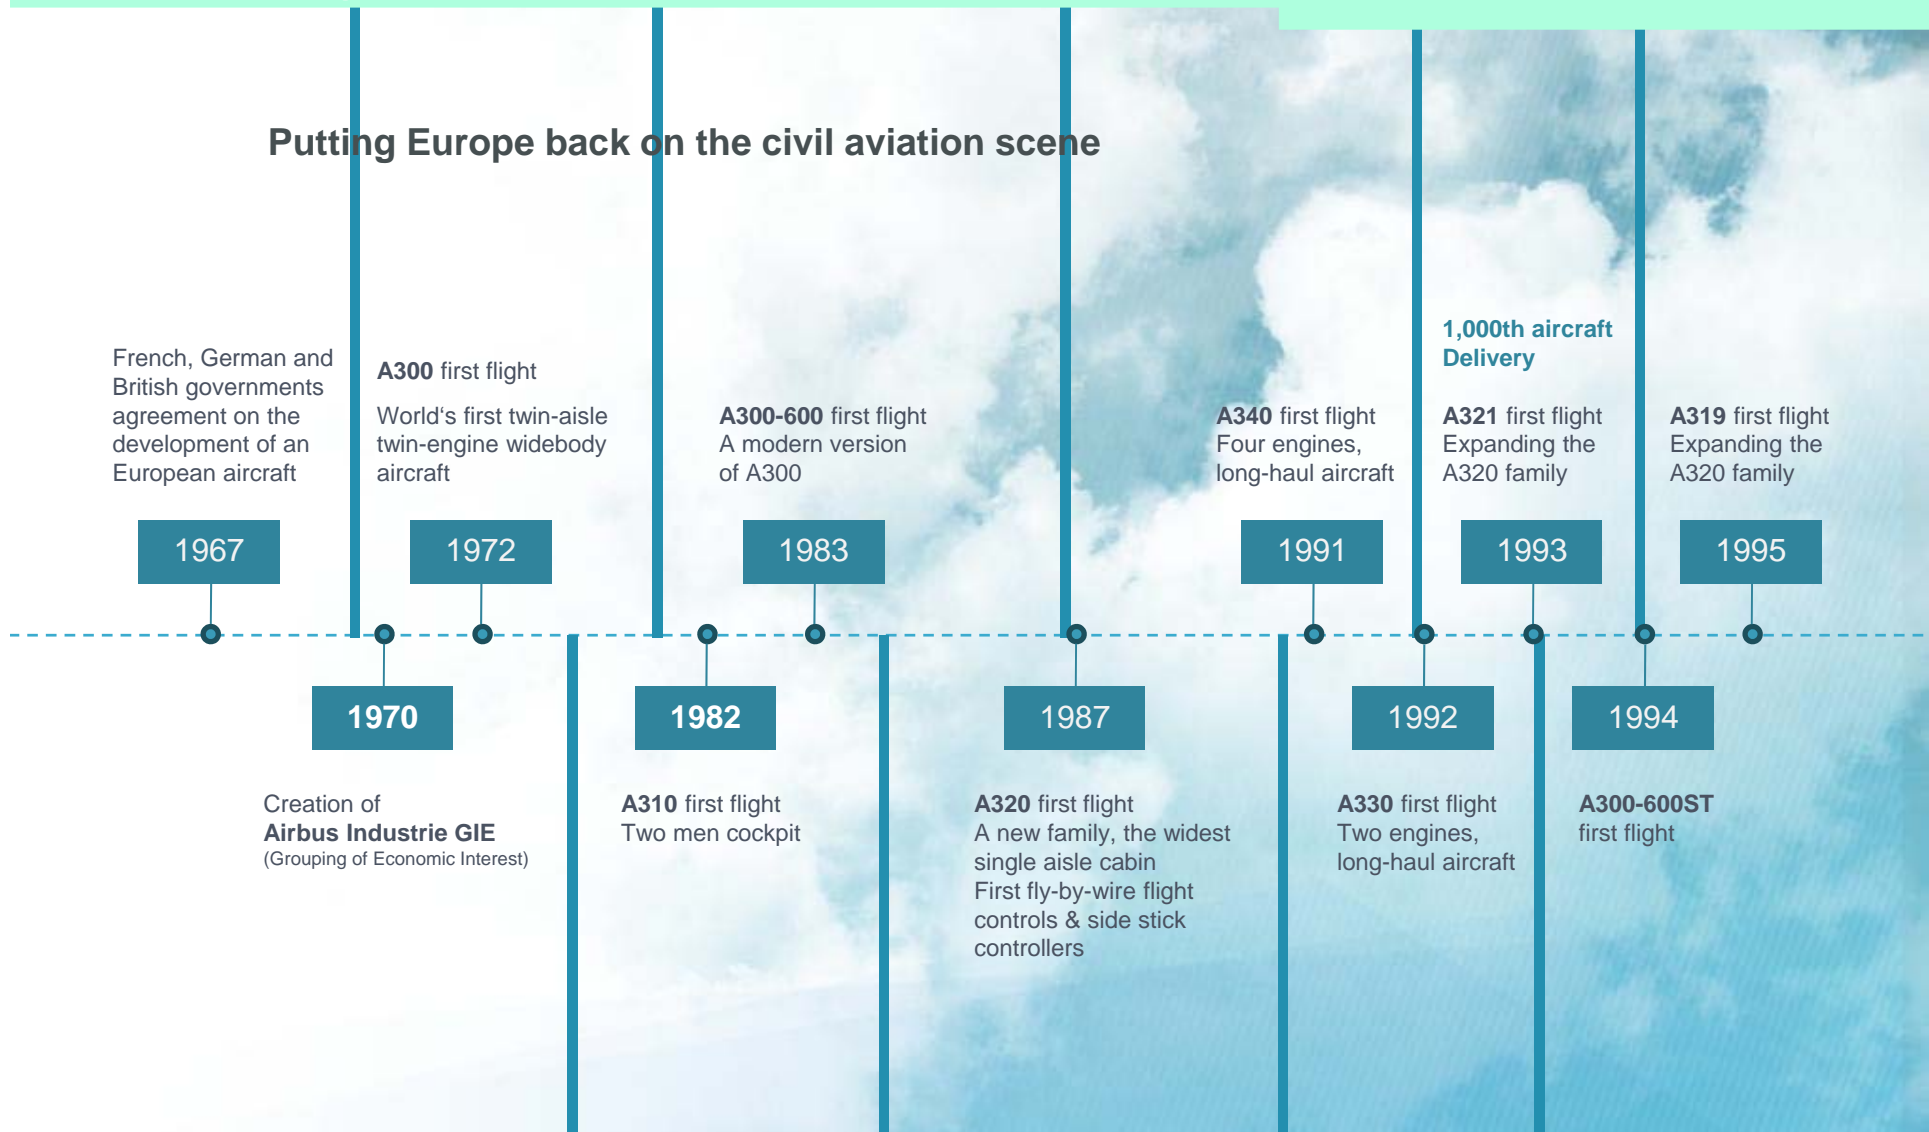 Putting Europe back on the civil aviation scene
French, German and
British governments
agreement on the
development of an
European aircraft
1967
1970
Creation of
Airbus Industrie GIE
(Grouping of Economic Interest)
A300 first flight
World‘s first twin-aisle
twin-engine widebody
aircraft
1972
1982
A310 first flight
Two men cockpit
A300-600 first flight
A modern version
of A300
1983
1987
A320 first flight
A new family, the widest
single aisle cabin
First fly-by-wire flight
controls & side stick
controllers
A340 first flight
Four engines,
long-haul aircraft
1991
1992
A330 first flight
Two engines,
long-haul aircraft
1,000th aircraft
Delivery
A321 first flight
Expanding the
A320 family
1993
1994
A300-600ST
first flight
A319 first flight
Expanding the
A320 family
1995